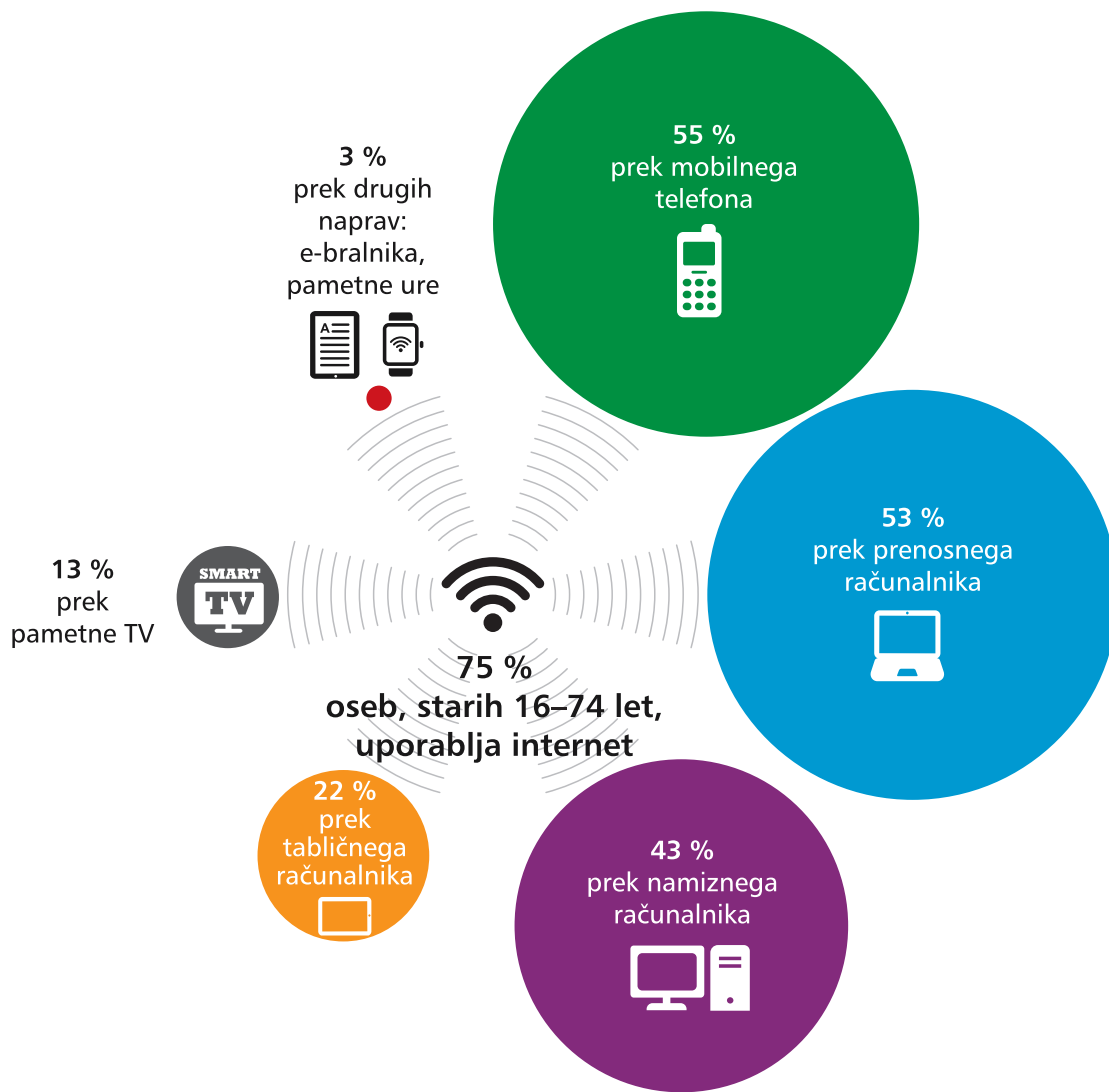 55 %
prek mobilnega
telefona
3 %
prek drugih
naprav:
e-bralnika,
pametne ure
A
53 %
prek prenosnega
računalnika
13 %
prek
pametne TV
SMART
TV
75 %
oseb, starih 16–74 let,
uporablja internet
22 %
prek
tabličnega
računalnika
43 %
prek namiznega
računalnika